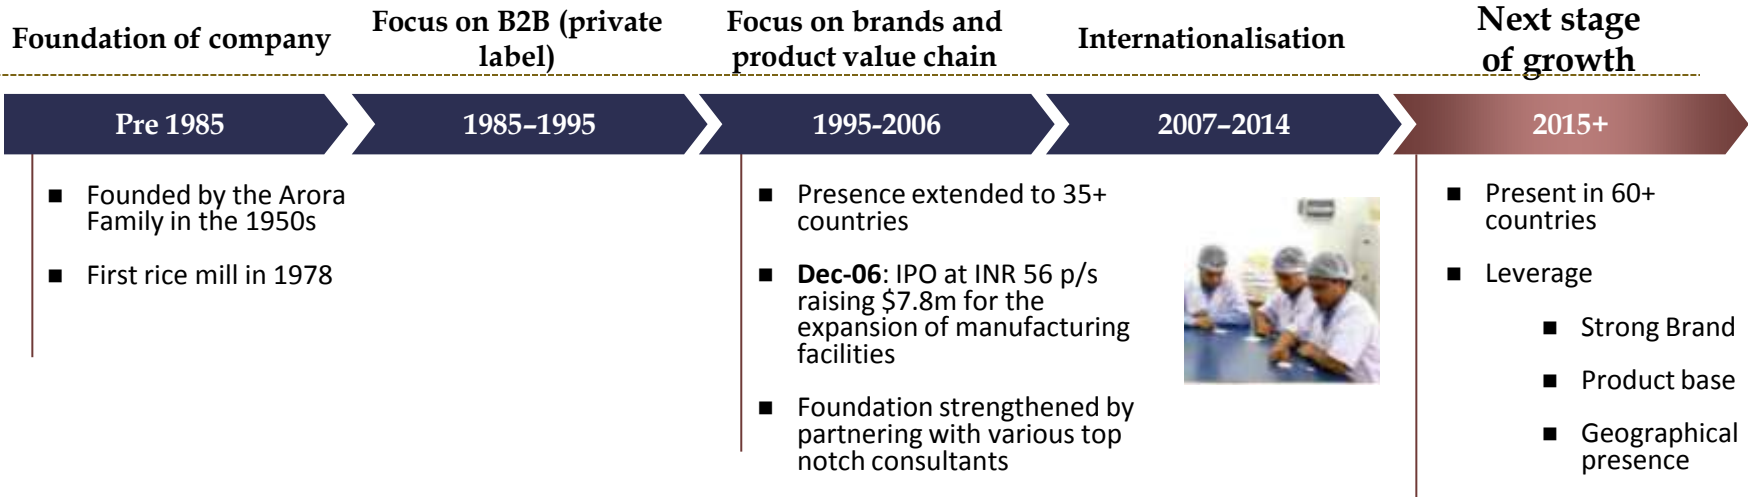 Foundation of company
Focus on B2B (private
label)
Focus on brands and
product value chain
Internationalisation
Next stage
of growth
Pre 1985
1985–1995
1995-2006
2007–2014
2015+
■ Founded by the Arora
Family in the 1950s
■ First rice mill in 1978
■ Presence extended to 35+
countries
■ Dec-06: IPO at INR 56 p/s
raising $7.8m for the
expansion of manufacturing
facilities
■ Foundation strengthened by
partnering with various top
notch consultants
■ Present in 60+
countries
■ Leverage
■ Strong Brand
■ Product base
■ Geographical
presence